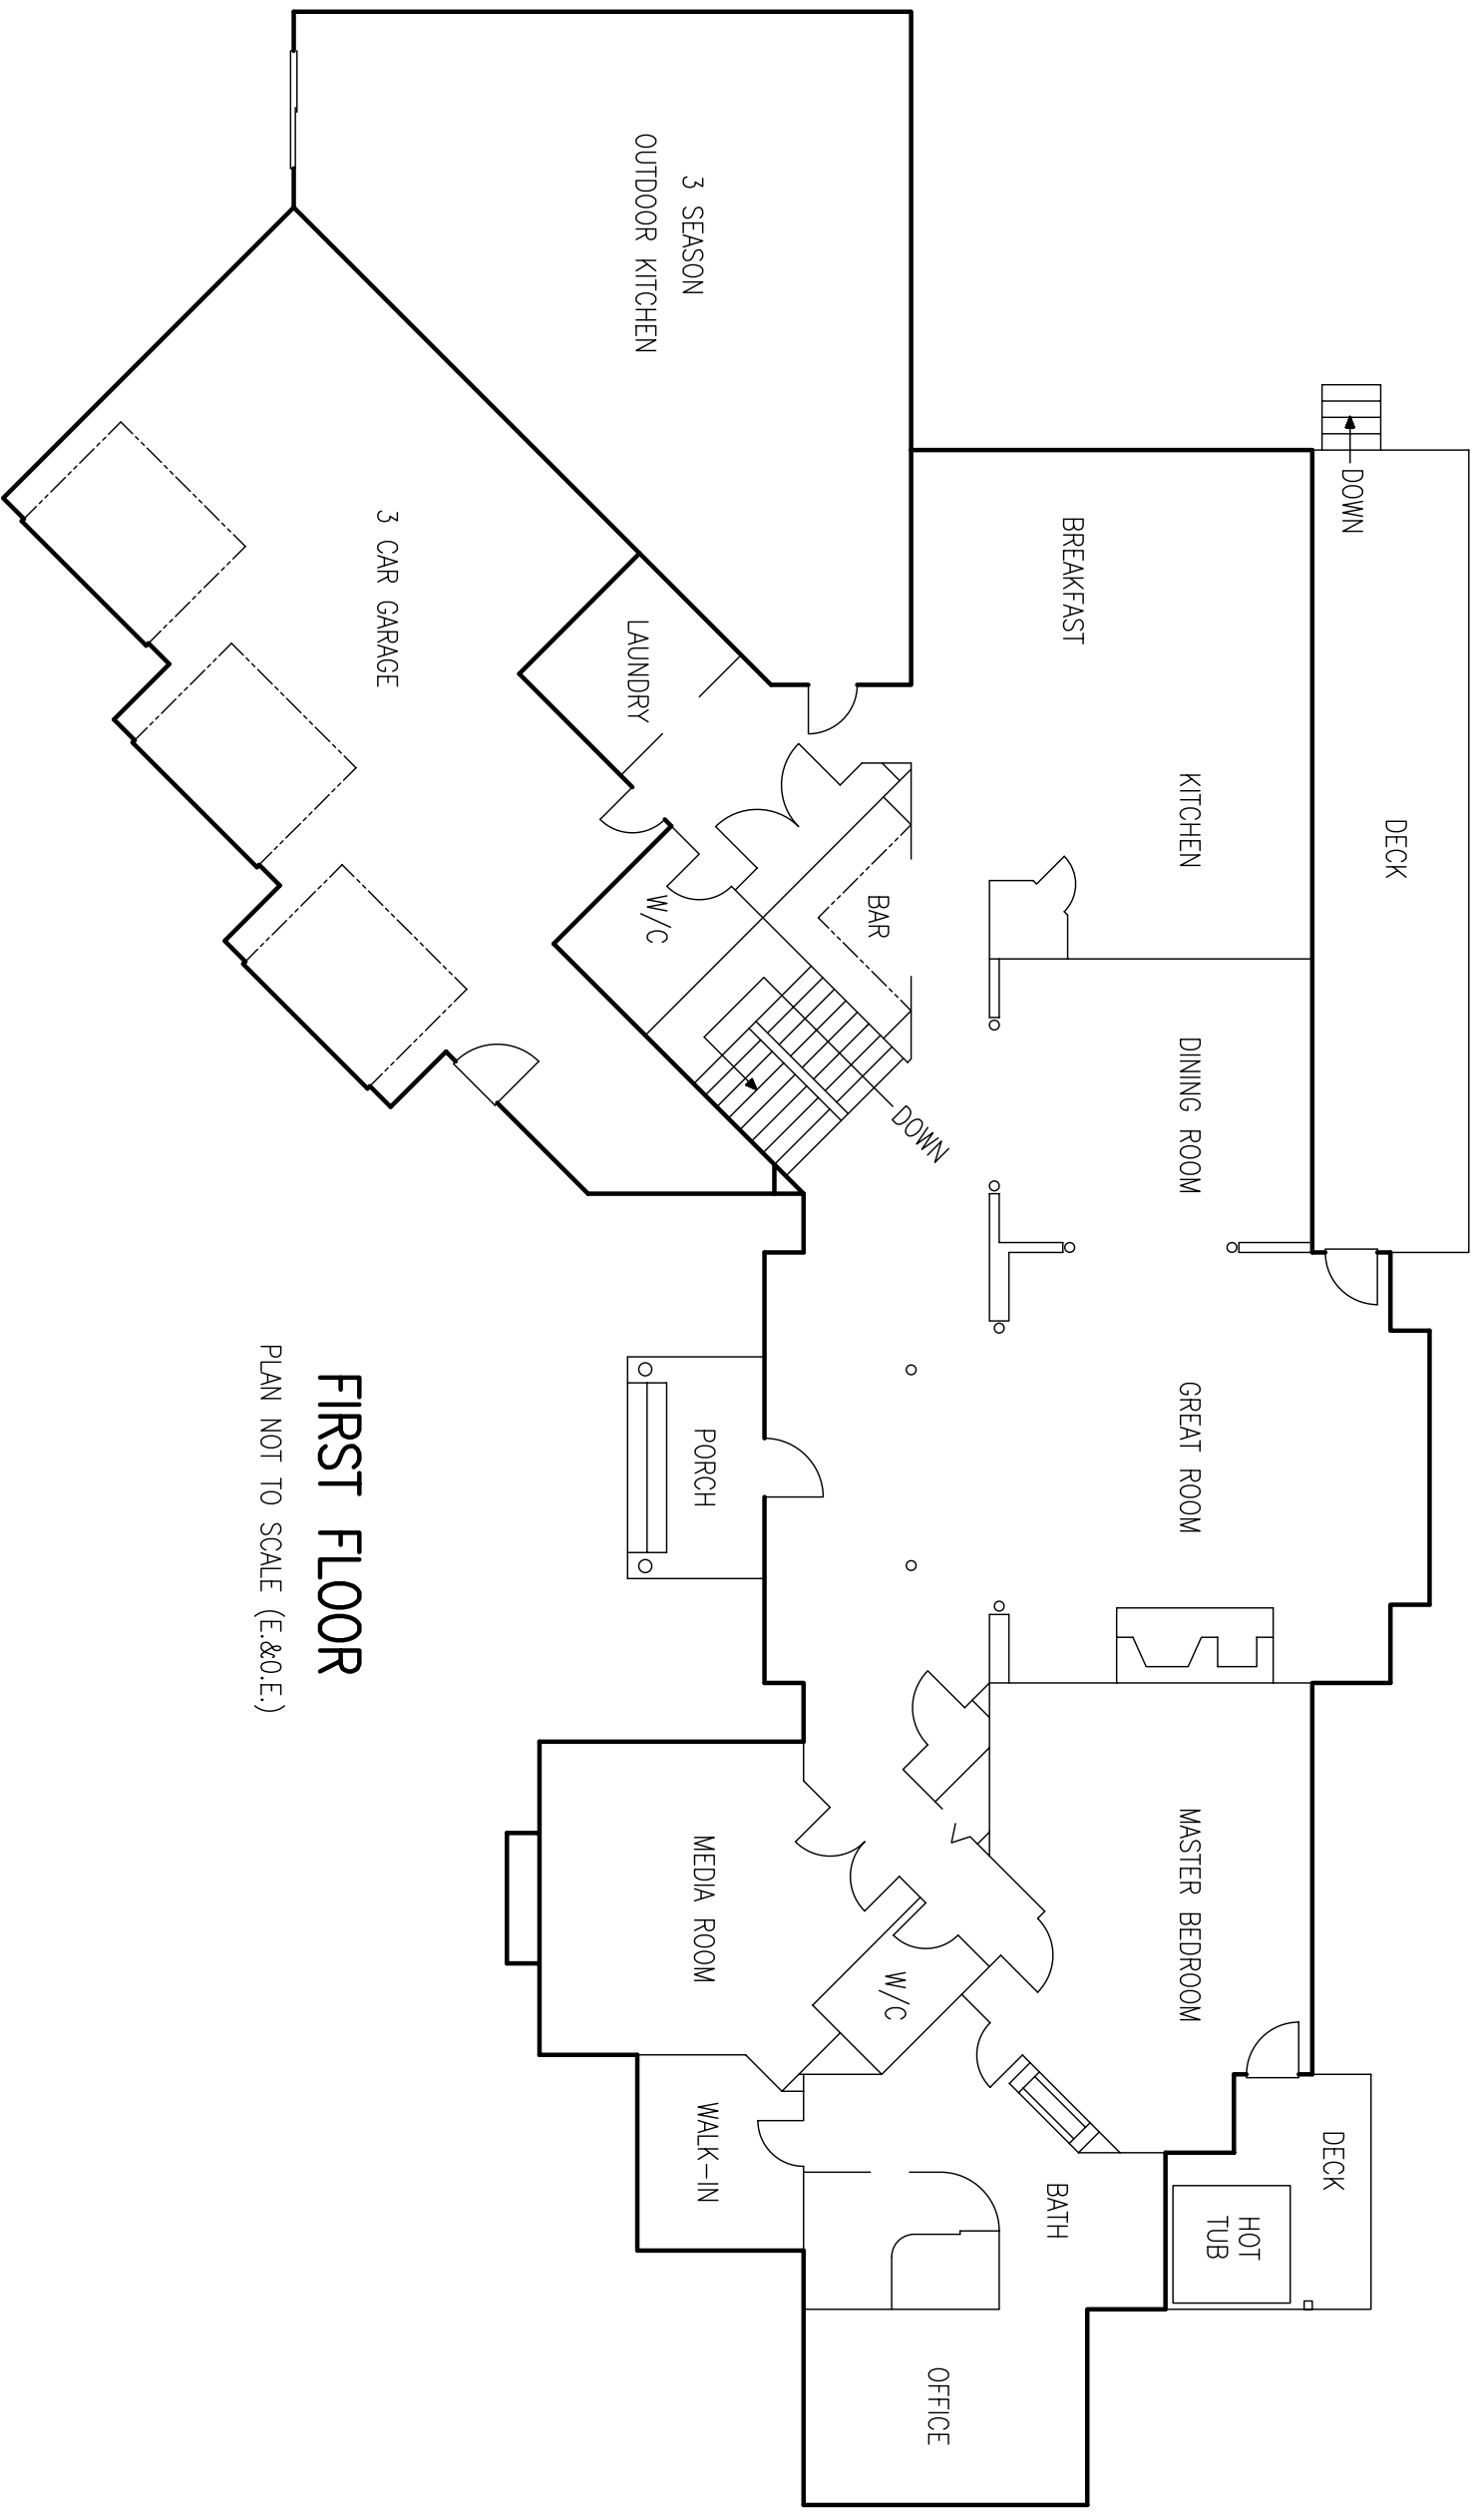 DECK
DOWN
BREAKFAST
KITCHEN
DINING ROOM
GREAT ROOM
MASTER BEDROOM
DECK
HOT
TUB
BATH
OFFICE
3 SEASON
OUTDOOR KITCHEN
BAR
DOWN
LAUNDRY
W/C
PORCH
MEDIA ROOM
W/C
WALK-IN
3 CAR GARAGE
FIRST FLOOR
PLAN NOT TO SCALE (E.&O.E.)